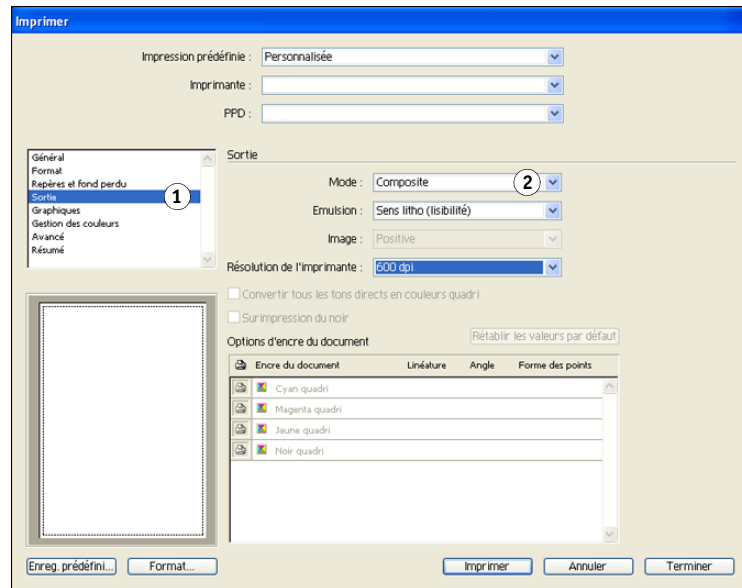 Imprimer
Impression prédéfinie : Personnalisée
Imprimante :
PPD :
Général
Format
Repères et fond perdu
Sortie 1
Graphiques
Gestion des couleurs
Avancé
Résumé
Sortie
Mode : Composite 2
Emulsion : Sens litho (lisibilité)
Image : Positive
Résolution de l'imprimante : 600 dpi
Convertir tous les tons directs en couleurs quadri
Surimpression du noir
Rétablir les valeurs par défaut
Options d'encre du document
Encre du document Linéature Angle Forme des points
Cyan quadri
Magenta quadri
Jaune quadri
Noir quadri
Enreg. prédéfini... Format... Imprimer Annuler Terminer